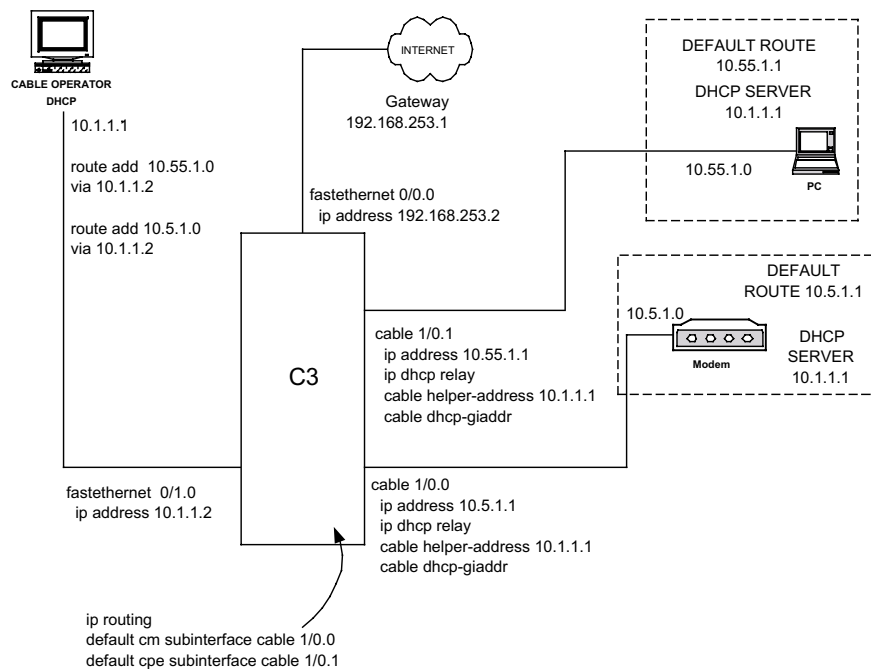 CABLE OPERATOR
DHCP
10.1.1.1
route add 10.55.1.0
via 10.1.1.2
route add 10.5.1.0
via 10.1.1.2
INTERNET
Gateway
192.168.253.1
fastethernet 0/0.0
ip address 192.168.253.2
DEFAULT ROUTE
10.55.1.1
DHCP SERVER
10.1.1.1
10.55.1.0
PC
DEFAULT
ROUTE 10.5.1.1
10.5.1.0
Modem
DHCP
SERVER
10.1.1.1
C3
cable 1/0.1
ip address 10.55.1.1
ip dhcp relay
cable helper-address 10.1.1.1
cable dhcp-giaddr
cable 1/0.0
ip address 10.5.1.1
ip dhcp relay
cable helper-address 10.1.1.1
cable dhcp-giaddr
fastethernet 0/1.0
ip address 10.1.1.2
ip routing
default cm subinterface cable 1/0.0
default cpe subinterface cable 1/0.1